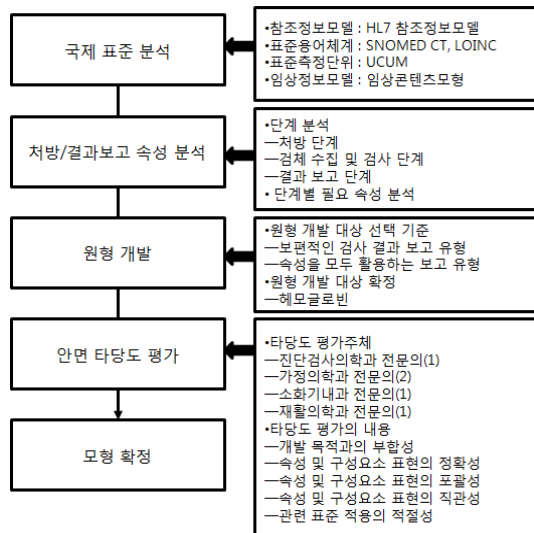 국제 표준 분석
•참조정보모델 : HL7 참조정보모델
•표준용어체계 : SNOMED CT, LOINC
•표준측정단위 : UCUM
•임상정보모델 : 임상콘텐츠모형
처방/결과보고 속성 분석
•단계 분석
—처방 단계
—검체 수집 및 검사 단계
—결과 보고 단계
• 단계별 필요 속성 분석
원형 개발
•원형 개발 대상 선택 기준
—보편적인 검사 결과 보고 유형
—속성을 모두 활용하는 보고 유형
•원형 개발 대상 확정
—헤모글로빈
안면 타당도 평가
•타당도 평가주체
—진단검사의학과 전문의(1)
—가정의학과 전문의(2)
—소화기내과 전문의(1)
—재활의학과 전문의(1)
•타당도 평가의 내용
—개발 목적과의 부합성
—속성 및 구성요소 표현의 정확성
—속성 및 구성요소 표현의 포괄성
—속성 및 구성요소 표현의 직관성
—관련 표준 적용의 적절성
모형 확정